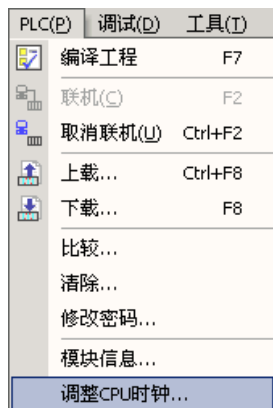 PLC(P) 调试(D) 工具(T)
编译工程 F7
联机(C) F2
取消联机(U) Ctrl+F2
上载... Ctrl+F8
下载... F8
比较...
清除...
修改密码...
模块信息...
调整CPU时钟...